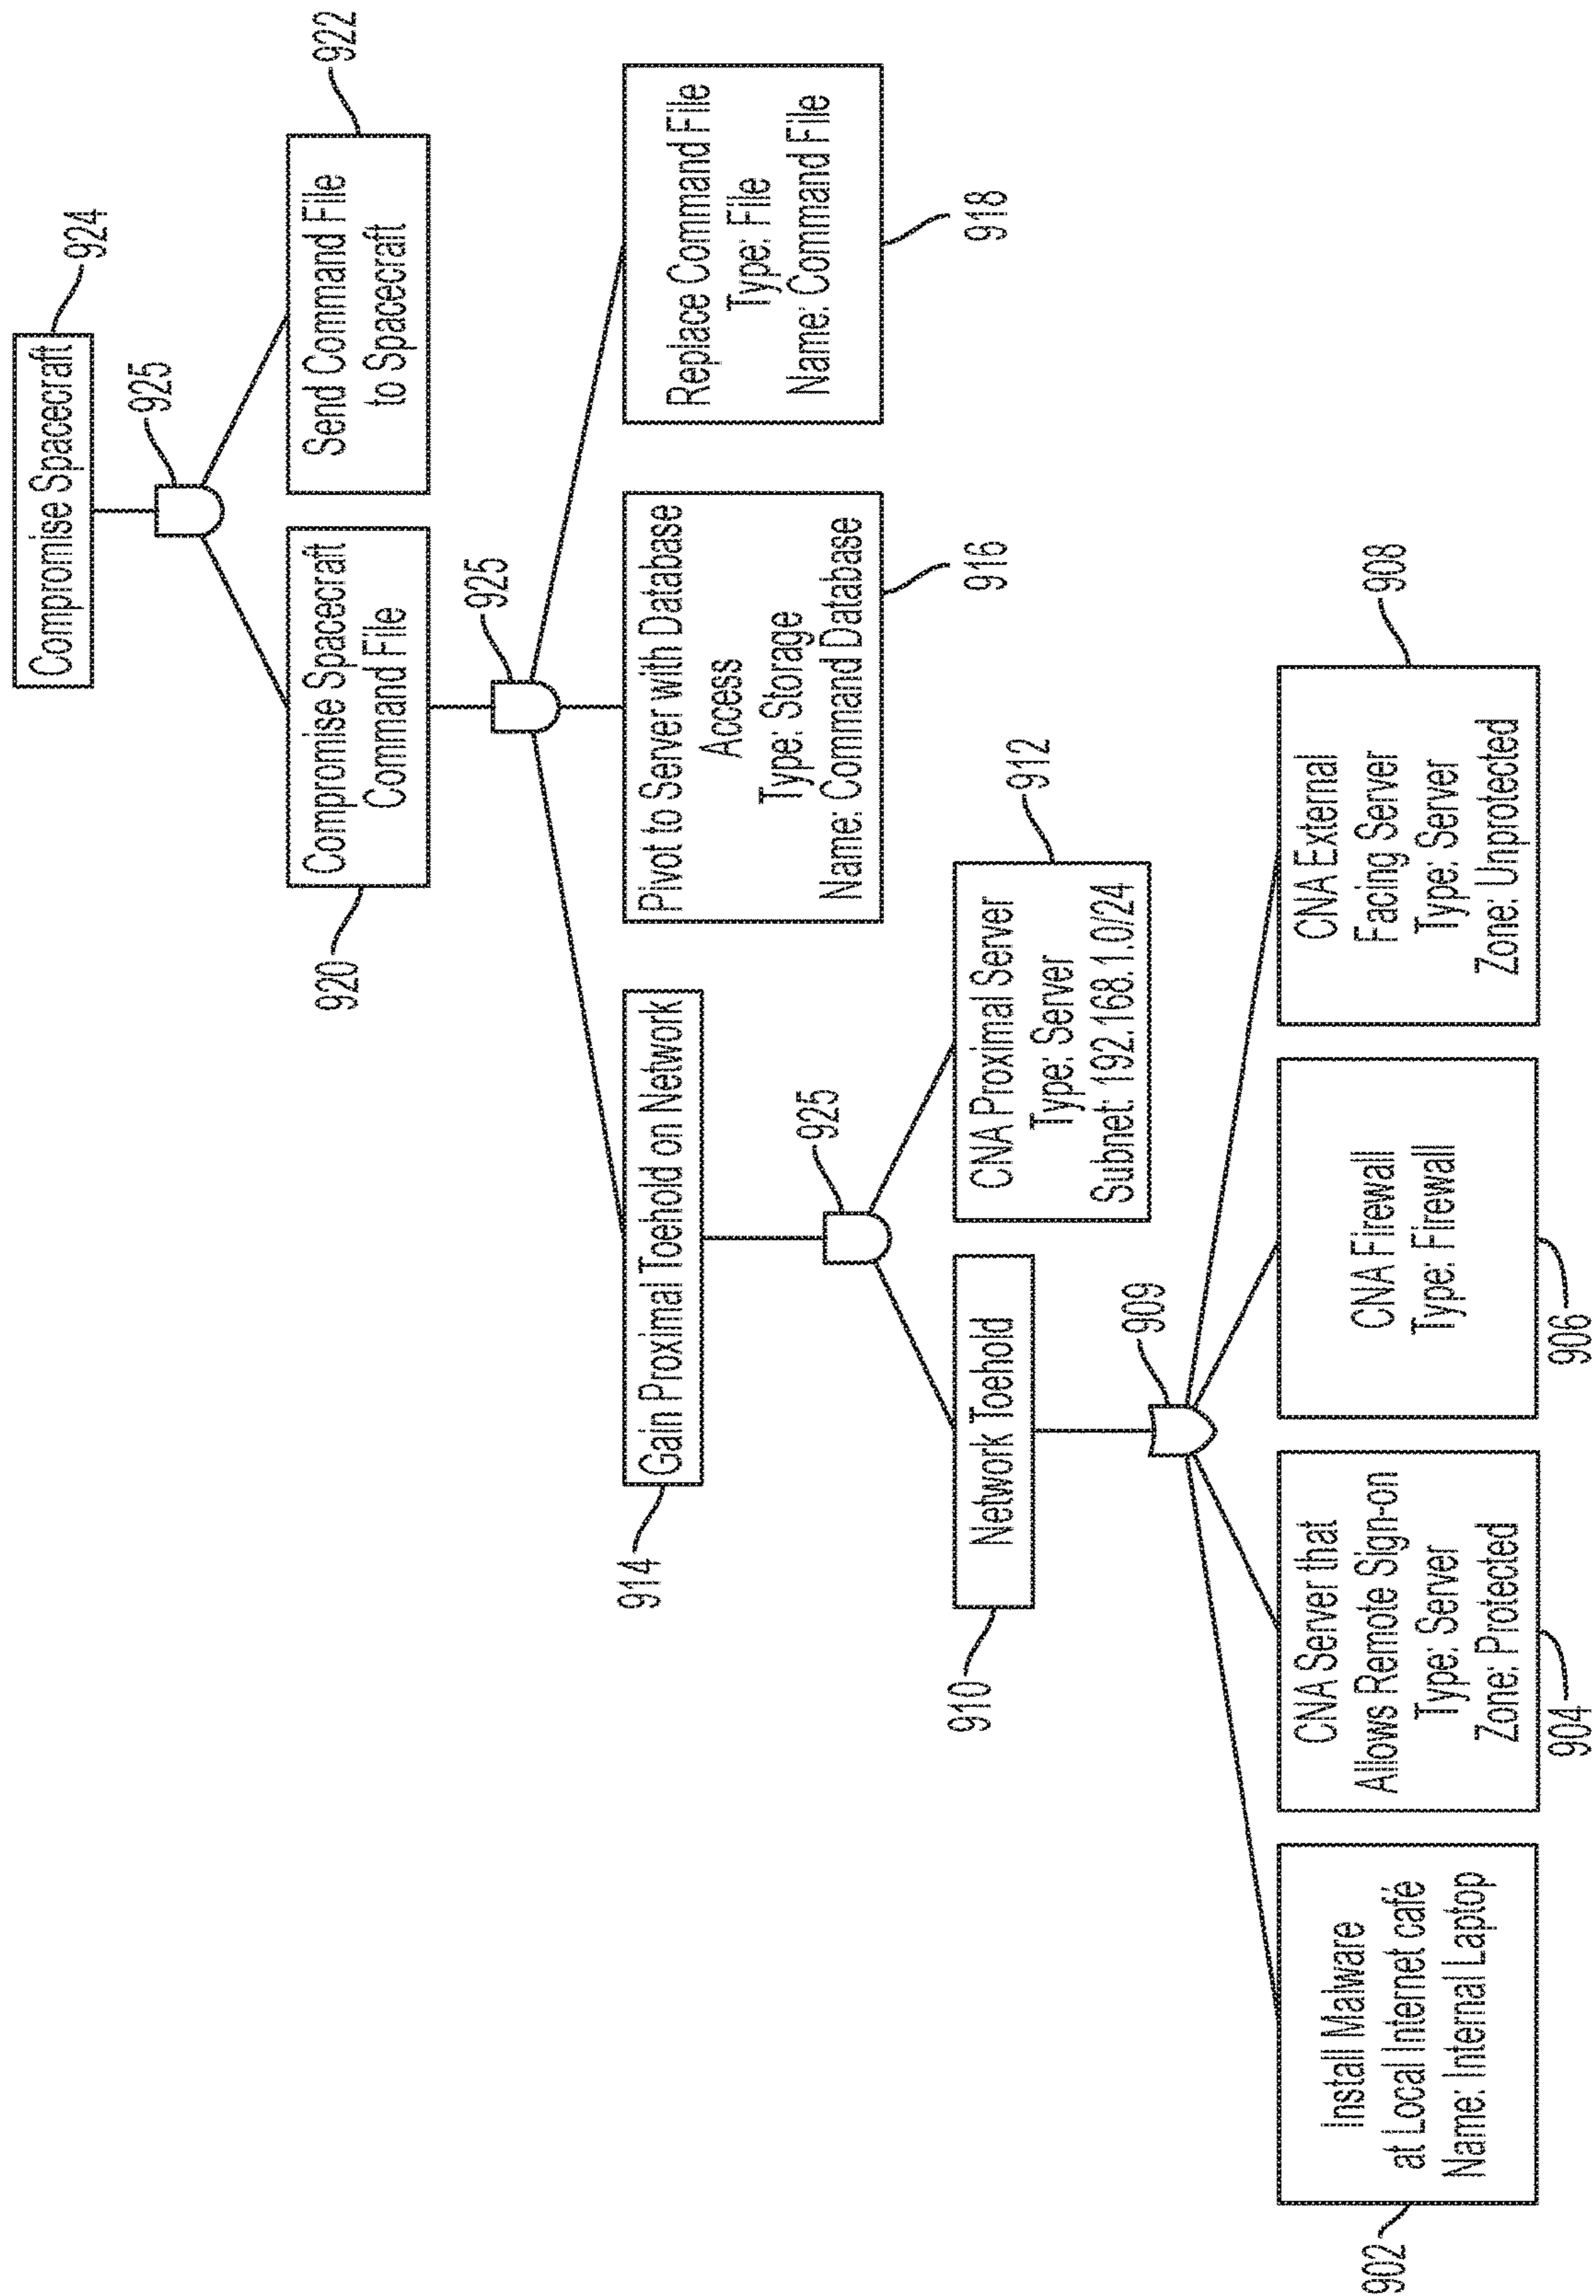 Compromise Spacecraft
924
925
Compromise Spacecraft
Command File
920
Send Command File
to Spacecraft
922
925
Gain Proximal Toehold on Network
914
Pivot to Server with Database
Access
Type: Storage
Name: Command Database
916
Replace Command File
Type: File
Name: Command File
918
925
Network Toehold
910
CNA Proximal Server
Type: Server
Subnet: 192.168.1.0/24
912
909
Install Malware
at Local Internet café
Name: Internal Laptop
902
CNA Server that
Allows Remote Sign-on
Type: Server
Zone: Protected
904
CNA Firewall
Type: Firewall
906
CNA External
Facing Server
Type: Server
Zone: Unprotected
908